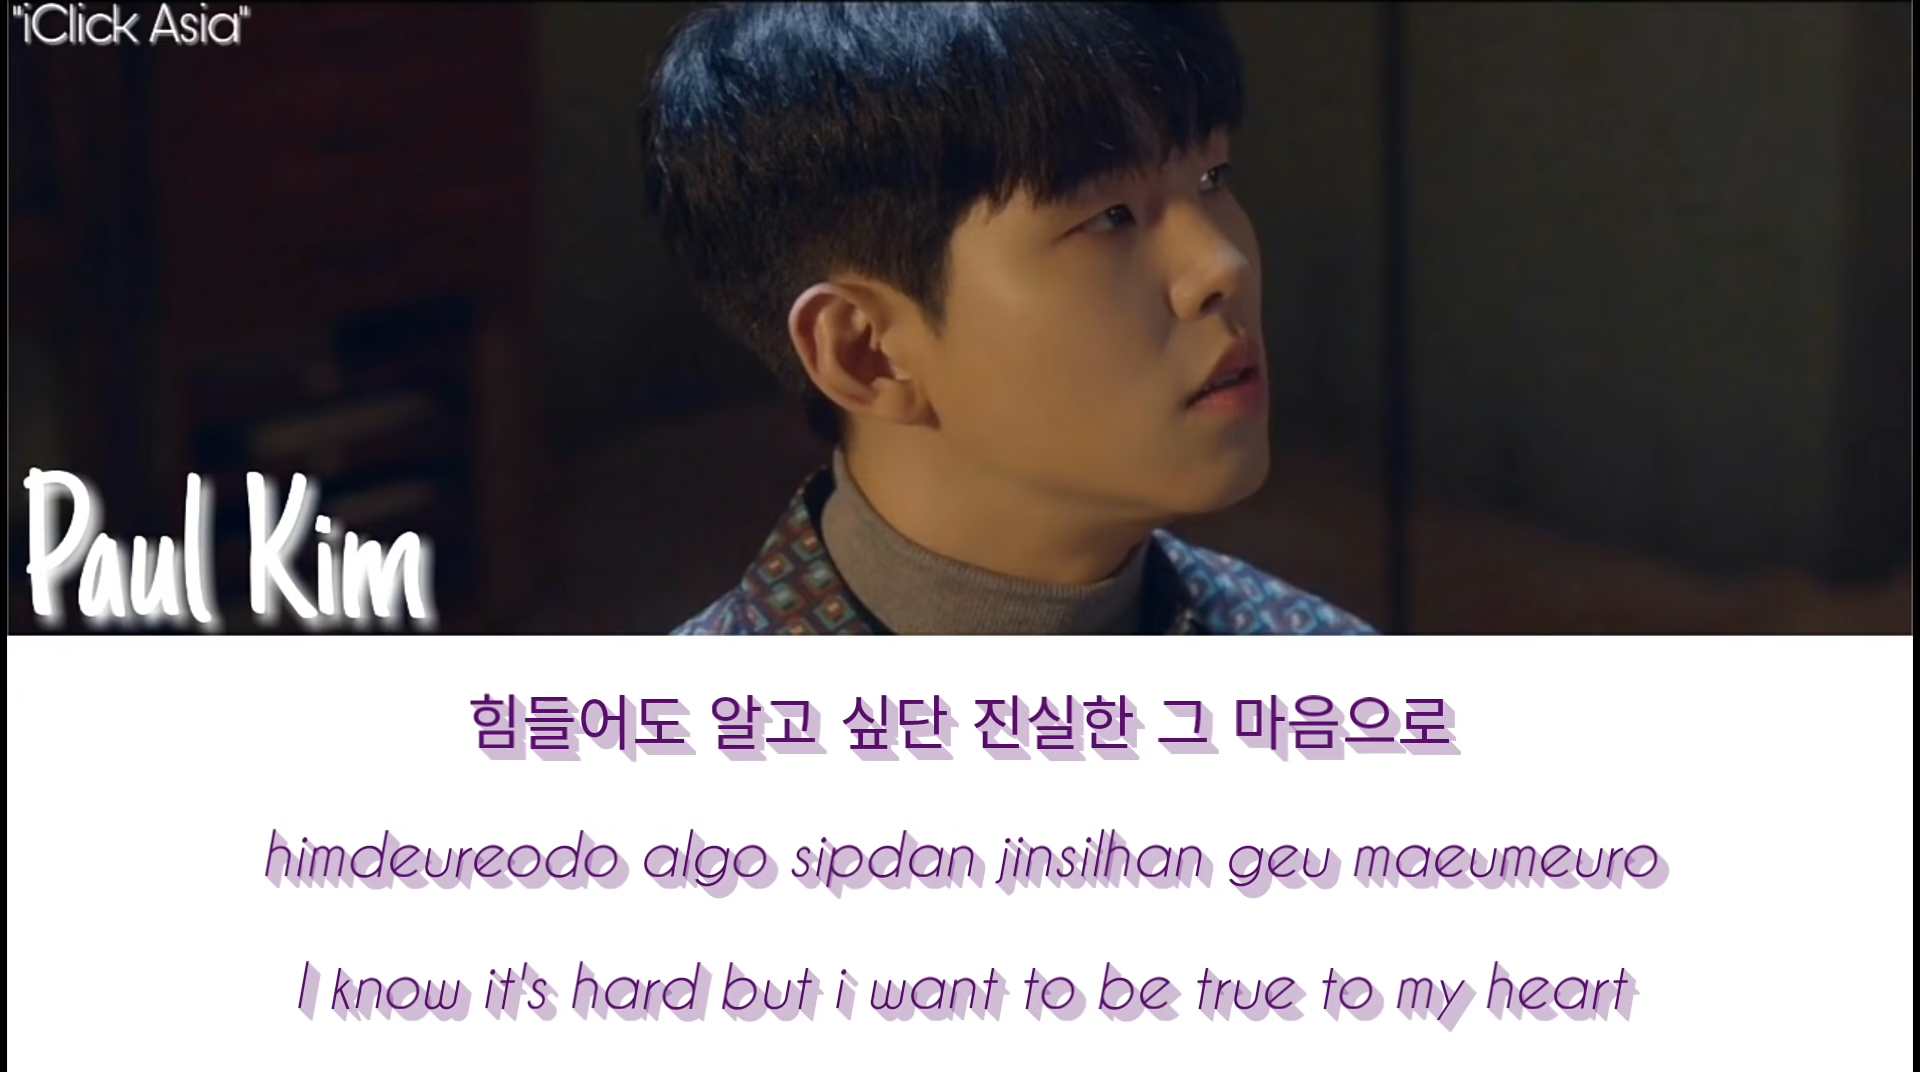 "iClick Asia"
Paul Kim
힘들어도 알고 싶단 진실한 그 마음으로
himdeureodo algo sipdan jinsilhan geu maeumeuro
I know it's hard but i want to be true to my heart